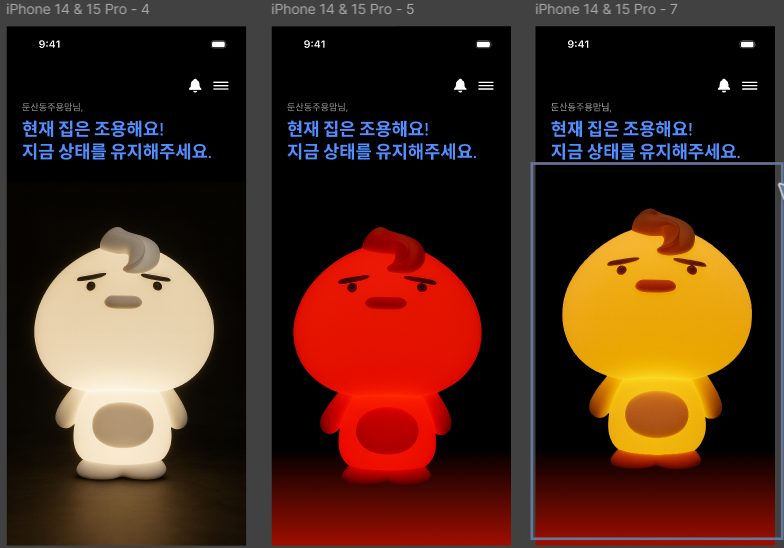 iPhone 14 & 15 Pro - 4
9:41
둔산동주용맘님,
현재 집은 조용해요!
지금 상태를 유지해주세요.
iPhone 14 & 15 Pro - 5
9:41
둔산동주용맘님,
현재 집은 조용해요!
지금 상태를 유지해주세요.
iPhone 14 & 15 Pro - 7
9:41
둔산동주용맘님,
현재 집은 조용해요!
지금 상태를 유지해주세요.